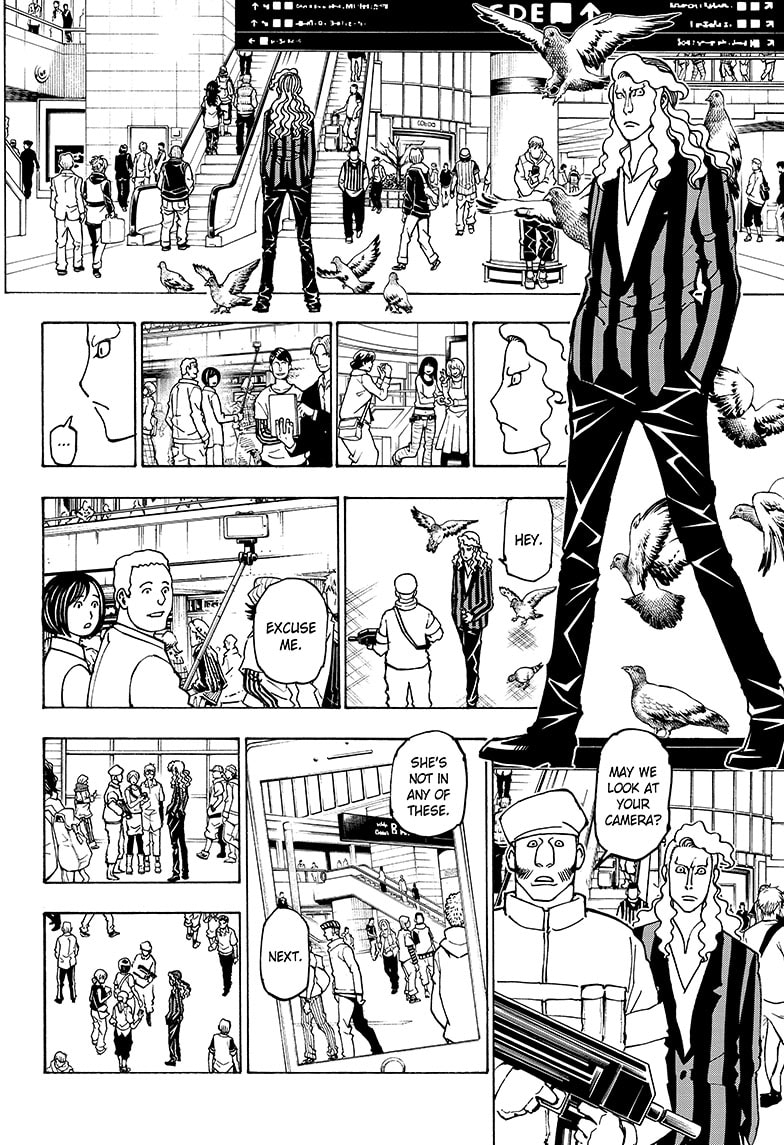 CDE ↑
...
HEY.
EXCUSE
ME.
MAY WE
LOOK AT
YOUR
CAMERA?
SHE'S
NOT IN
ANY OF
THESE.
NEXT.